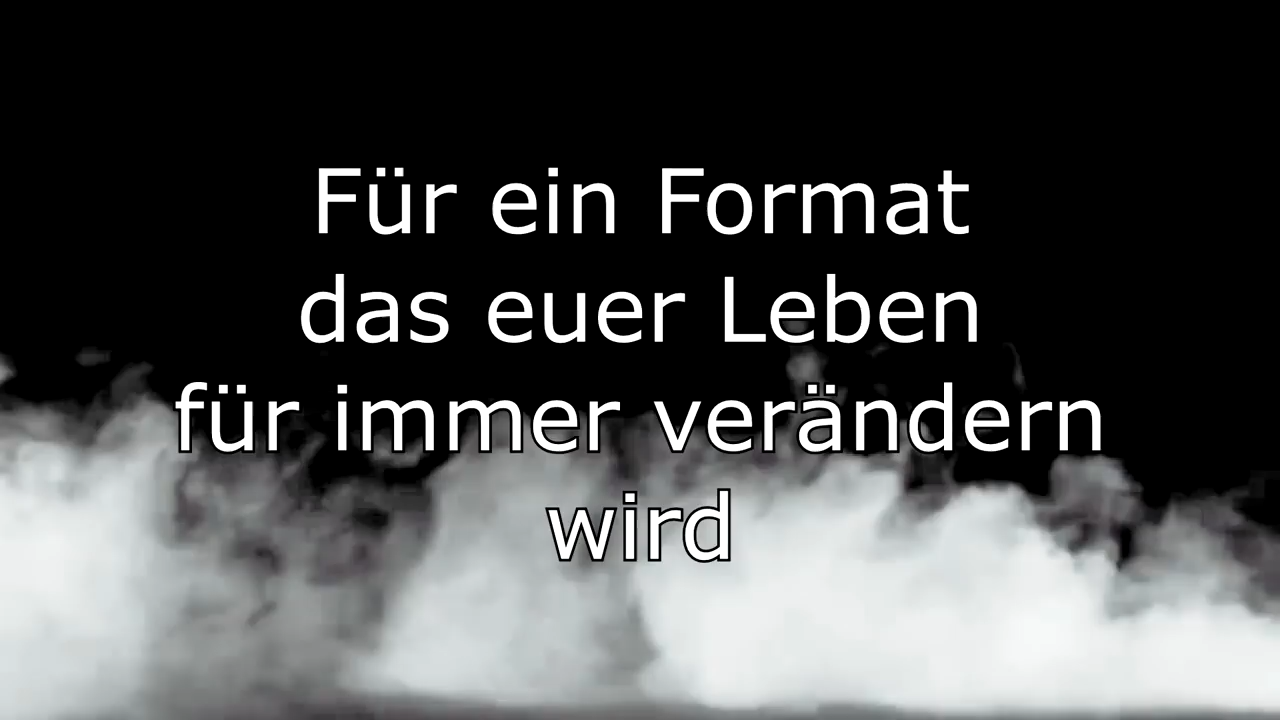 Für ein Format
das euer Leben
für immer verändern
wird